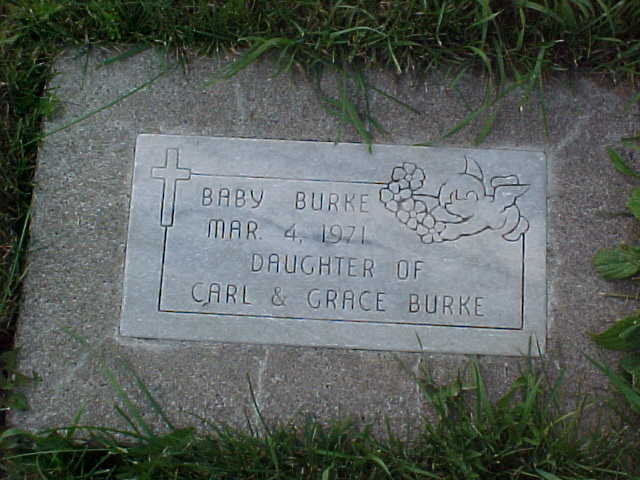 BABY BURKE
MAR. 4, 1971
DAUGHTER OF
CARL & GRACE BURKE